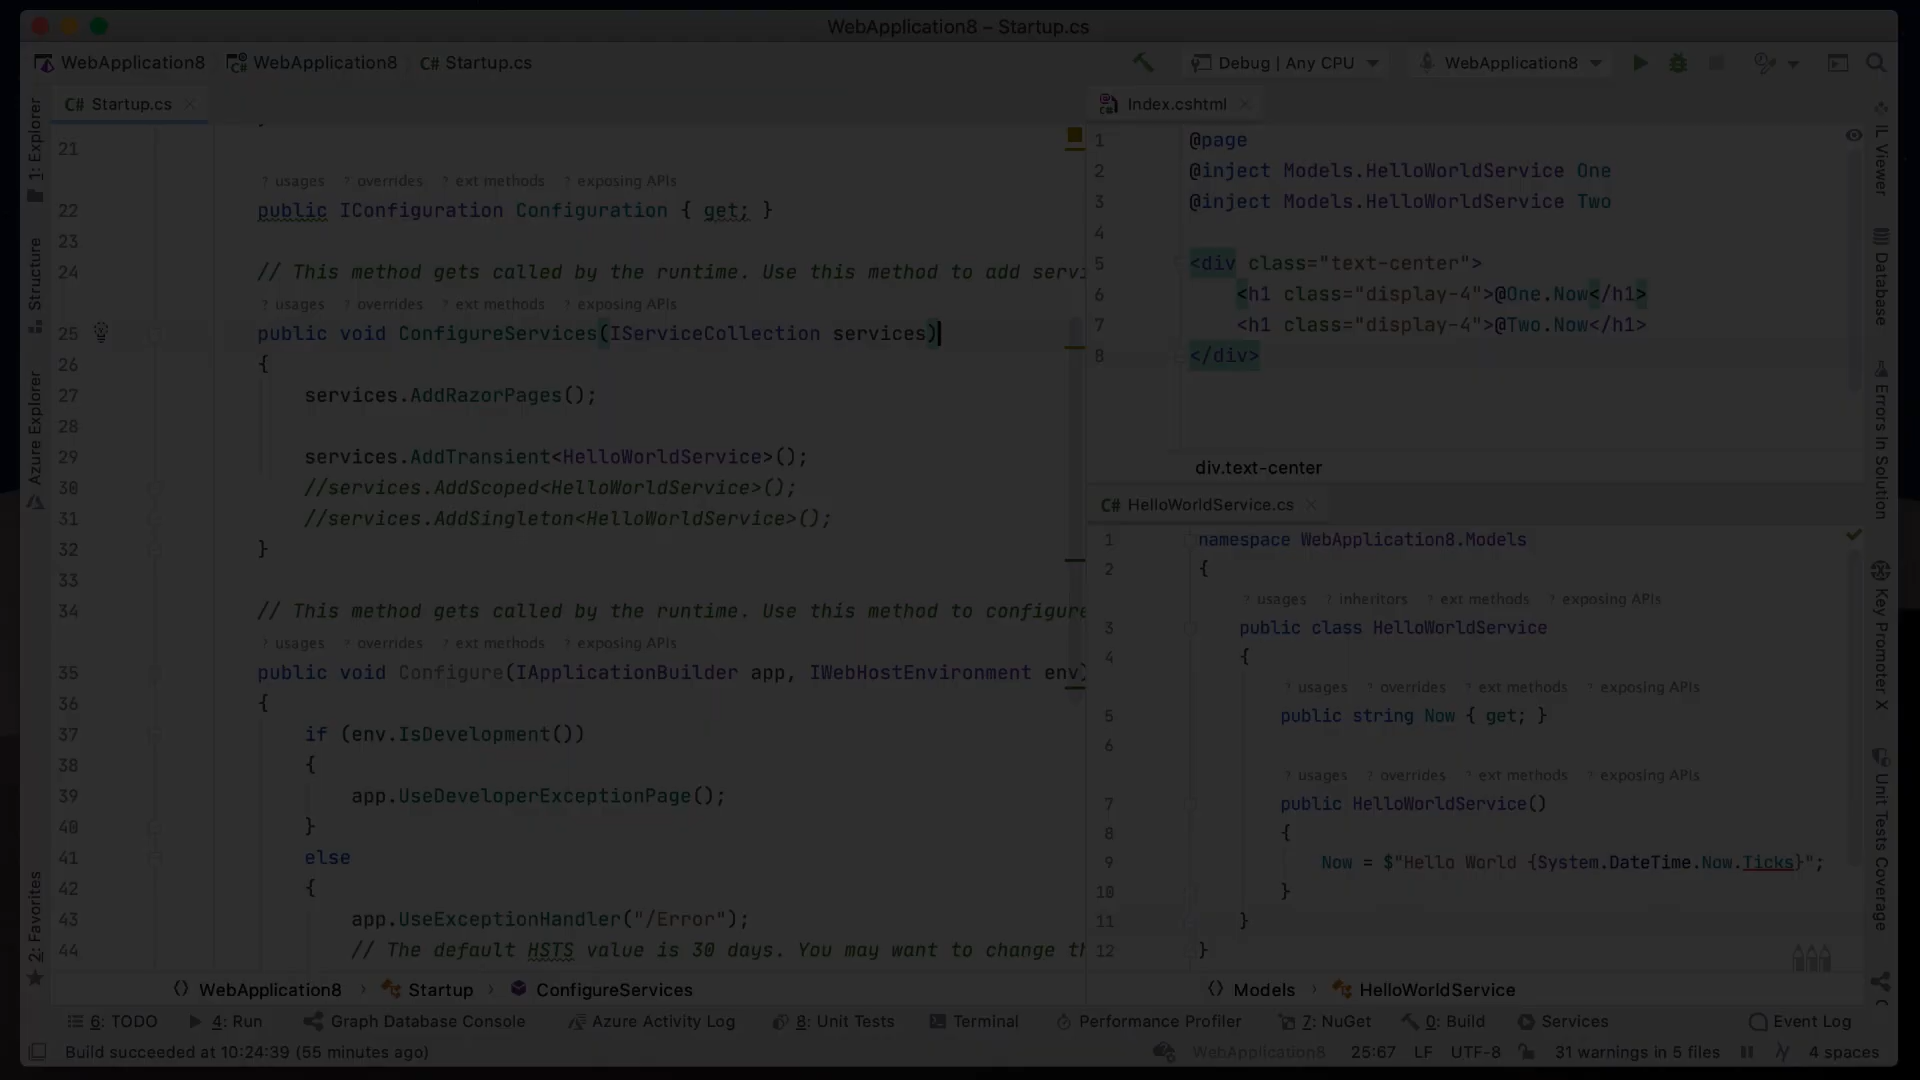 WebApplication8 – Startup.cs
WebApplication8 WebApplication8 C# Startup.cs
Debug | Any CPU WebApplication8
1: Explorer
Structure
Azure Explorer
2: Favorites
C# Startup.cs
21
? usages ? overrides ? ext methods ? exposing APIs
22 public IConfiguration Configuration { get; }
23
24 // This method gets called by the runtime. Use this method to add servi
? usages ? overrides ? ext methods ? exposing APIs
25 public void ConfigureServices(IServiceCollection services)
26 {
27 services.AddRazorPages();
28
29 services.AddTransient<HelloWorldService>();
30 //services.AddScoped<HelloWorldService>();
31 //services.AddSingleton<HelloWorldService>();
32 }
33
34 // This method gets called by the runtime. Use this method to configure
? usages ? overrides ? ext methods ? exposing APIs
35 public void Configure(IApplicationBuilder app, IWebHostEnvironment env)
36 {
37 if (env.IsDevelopment())
38 {
39 app.UseDeveloperExceptionPage();
40 }
41 else
42 {
43 app.UseExceptionHandler("/Error");
44 // The default HSTS value is 30 days. You may want to change th
WebApplication8 › Startup › ConfigureServices
Index.cshtml
1 @page
2 @inject Models.HelloWorldService One
3 @inject Models.HelloWorldService Two
4
5 <div class="text-center">
6 <h1 class="display-4">@One.Now</h1>
7 <h1 class="display-4">@Two.Now</h1>
8 </div>
div.text-center
C# HelloWorldService.cs
1 namespace WebApplication8.Models
2 {
? usages ? inheritors ? ext methods ? exposing APIs
3 public class HelloWorldService
4 {
? usages ? overrides ? ext methods ? exposing APIs
5 public string Now { get; }
6
? usages ? overrides ? ext methods ? exposing APIs
7 public HelloWorldService()
8 {
9 Now = $"Hello World {System.DateTime.Now.Ticks}";
10 }
11 }
12 }
Models › HelloWorldService
IL Viewer
Database
Errors In Solution
Key Promoter X
Unit Tests Coverage
6: TODO 4: Run Graph Database Console Azure Activity Log 8: Unit Tests Terminal Performance Profiler 7: NuGet 0: Build Services Event Log
Build succeeded at 10:24:39 (55 minutes ago) WebApplication8 25:67 LF UTF-8 31 warnings in 5 files 4 spaces